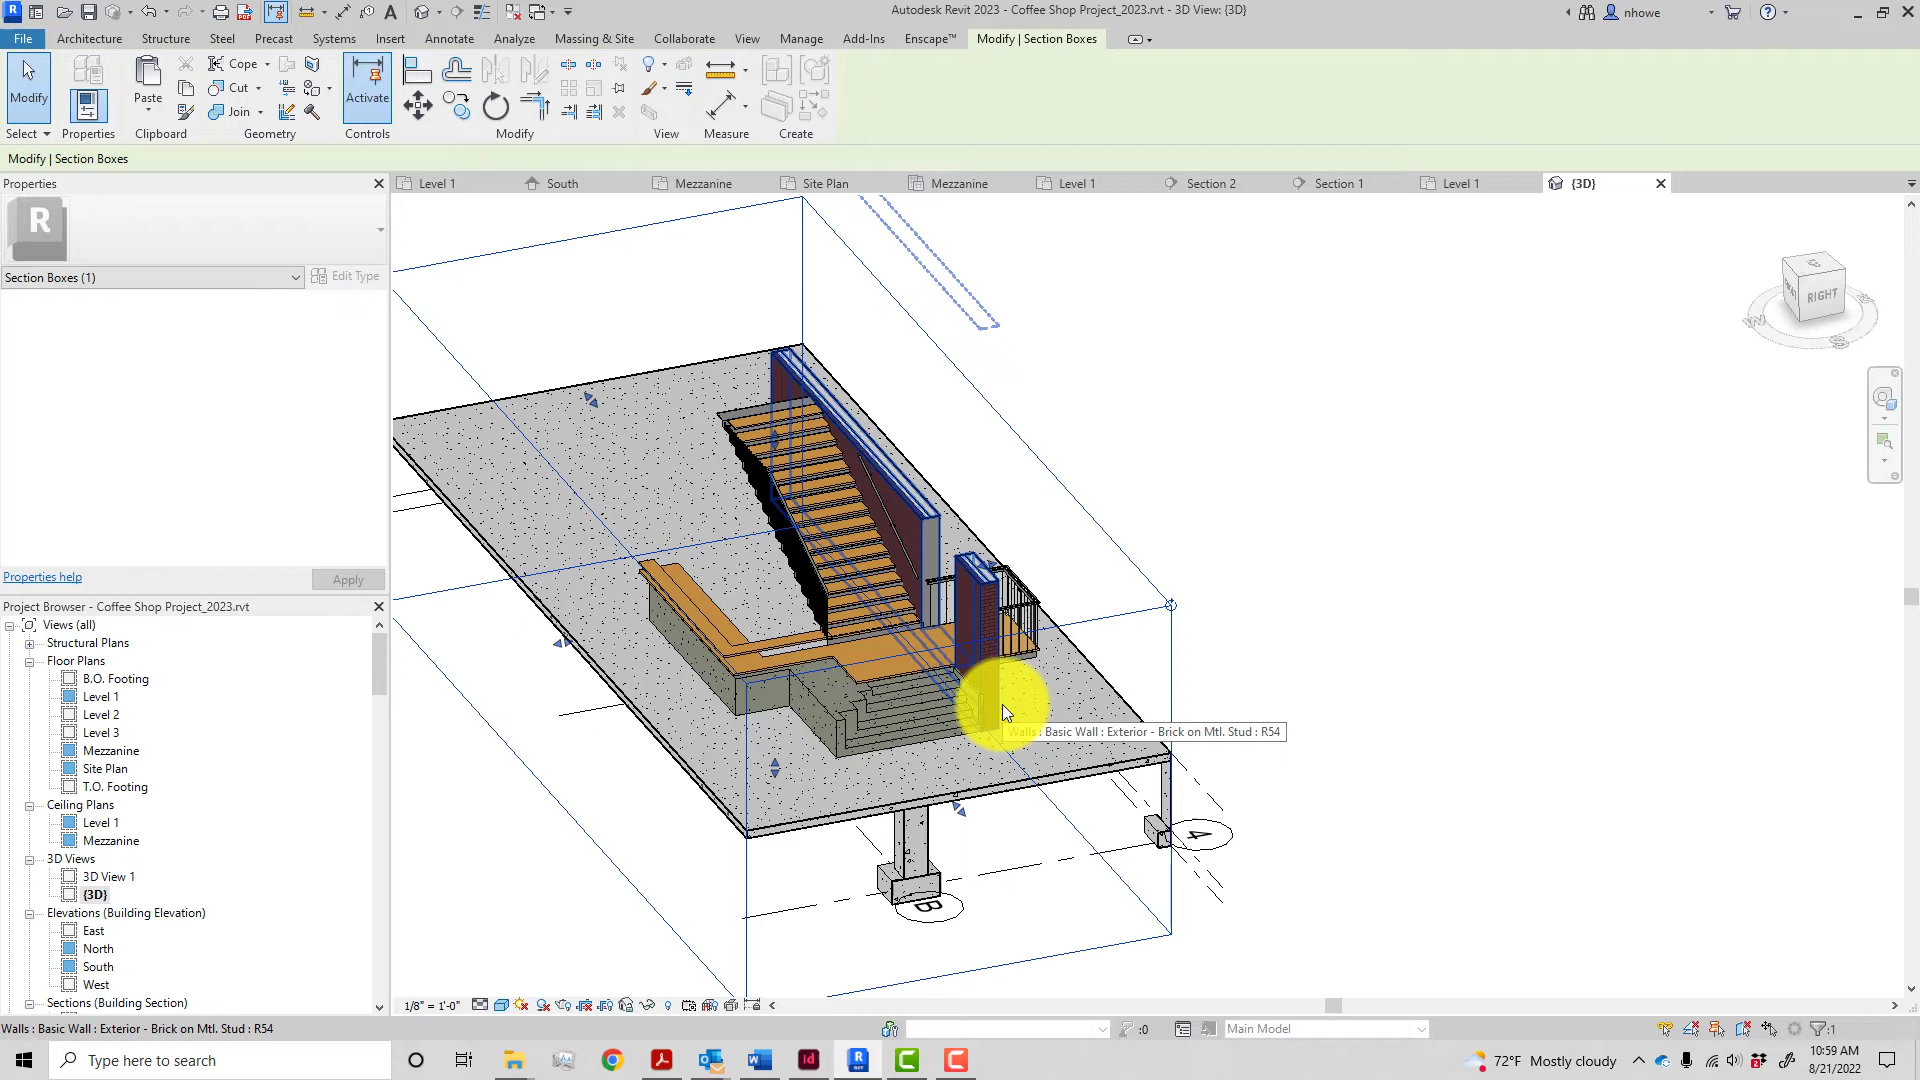 Autodesk Revit 2023 - Coffee Shop Project_2023.rvt - 3D View: {3D}
nhowe
File Architecture Structure Steel Precast Systems Insert Annotate Analyze Massing & Site Collaborate View Manage Add-Ins Enscape™ Modify | Section Boxes
Modify Paste Cope Cut Join Activate
Select Properties Clipboard Geometry Controls Modify View Measure Create
Modify | Section Boxes
Properties
Level 1 South Mezzanine Site Plan Mezzanine Level 1 Section 2 Section 1 Level 1 {3D}
R
Section Boxes (1) Edit Type
RIGHT
Properties help Apply
Project Browser - Coffee Shop Project_2023.rvt
Views (all)
Structural Plans
Floor Plans
B.O. Footing
Level 1
Level 2
Level 3
Mezzanine
Site Plan
T.O. Footing
Ceiling Plans
Level 1
Mezzanine
3D Views
3D View 1
{3D}
Elevations (Building Elevation)
East
North
South
West
Sections (Building Section)
Walls : Basic Wall : Exterior - Brick on Mtl. Stud : R54
4
B
1/8" = 1'-0"
Walls : Basic Wall : Exterior - Brick on Mtl. Stud : R54
:0
Main Model
:1
Type here to search
72°F Mostly cloudy
10:59 AM
8/21/2022